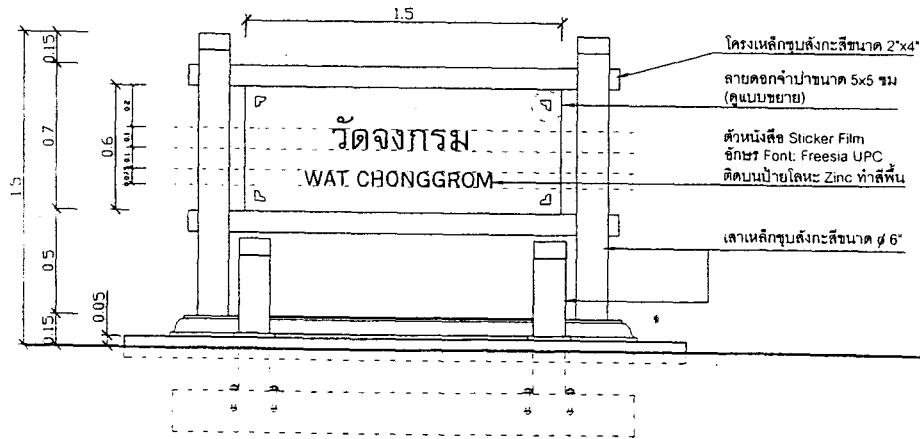 1.5
0.15
0.7
0.6
0.5
0.05
0.15
โครงเหล็กชุบสังกะสีขนาด 2"x4"
ลายดอกจำปาขนาด 5x5 ซม
(ดูแบบขยาย)
วัดจงกรม
WAT CHONGGROM
ตัวหนังสือ Sticker Film
อักษร Font: Freesia UPC
ติดบนป้ายโลหะ Zinc ทำสีพื้น
เสาเหล็กชุบสังกะสีขนาด ø 6"